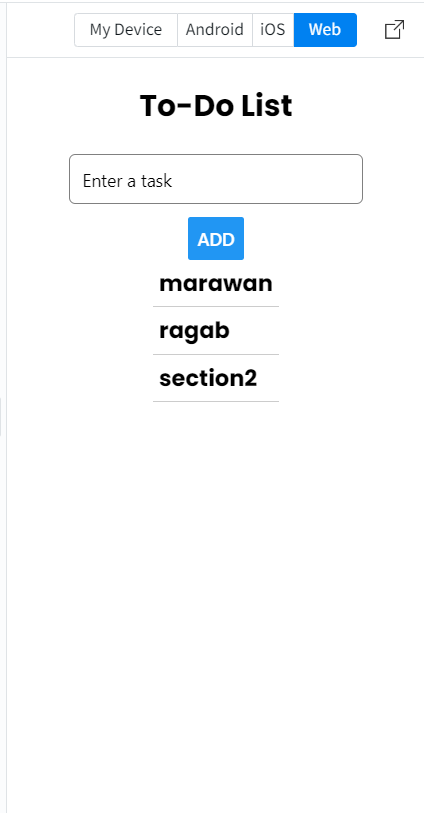 My Device Android iOS Web
To-Do List
Enter a task
ADD
marawan
ragab
section2